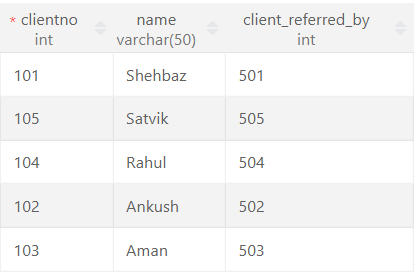 * clientno name client_referred_by
int varchar(50) int
101 Shehbaz 501
105 Satvik 505
104 Rahul 504
102 Ankush 502
103 Aman 503